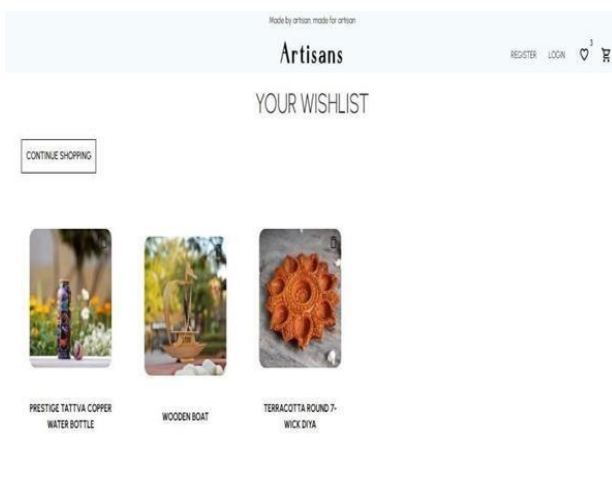 Made by artisan, made for artisan
Artisans
REGISTER LOGIN 3
YOUR WISHLIST
CONTINUE SHOPPING
PRESTIGE TATTVA COPPER
WATER BOTTLE
WOODEN BOAT
TERRACOTTA ROUND 7-
WICK DIYA